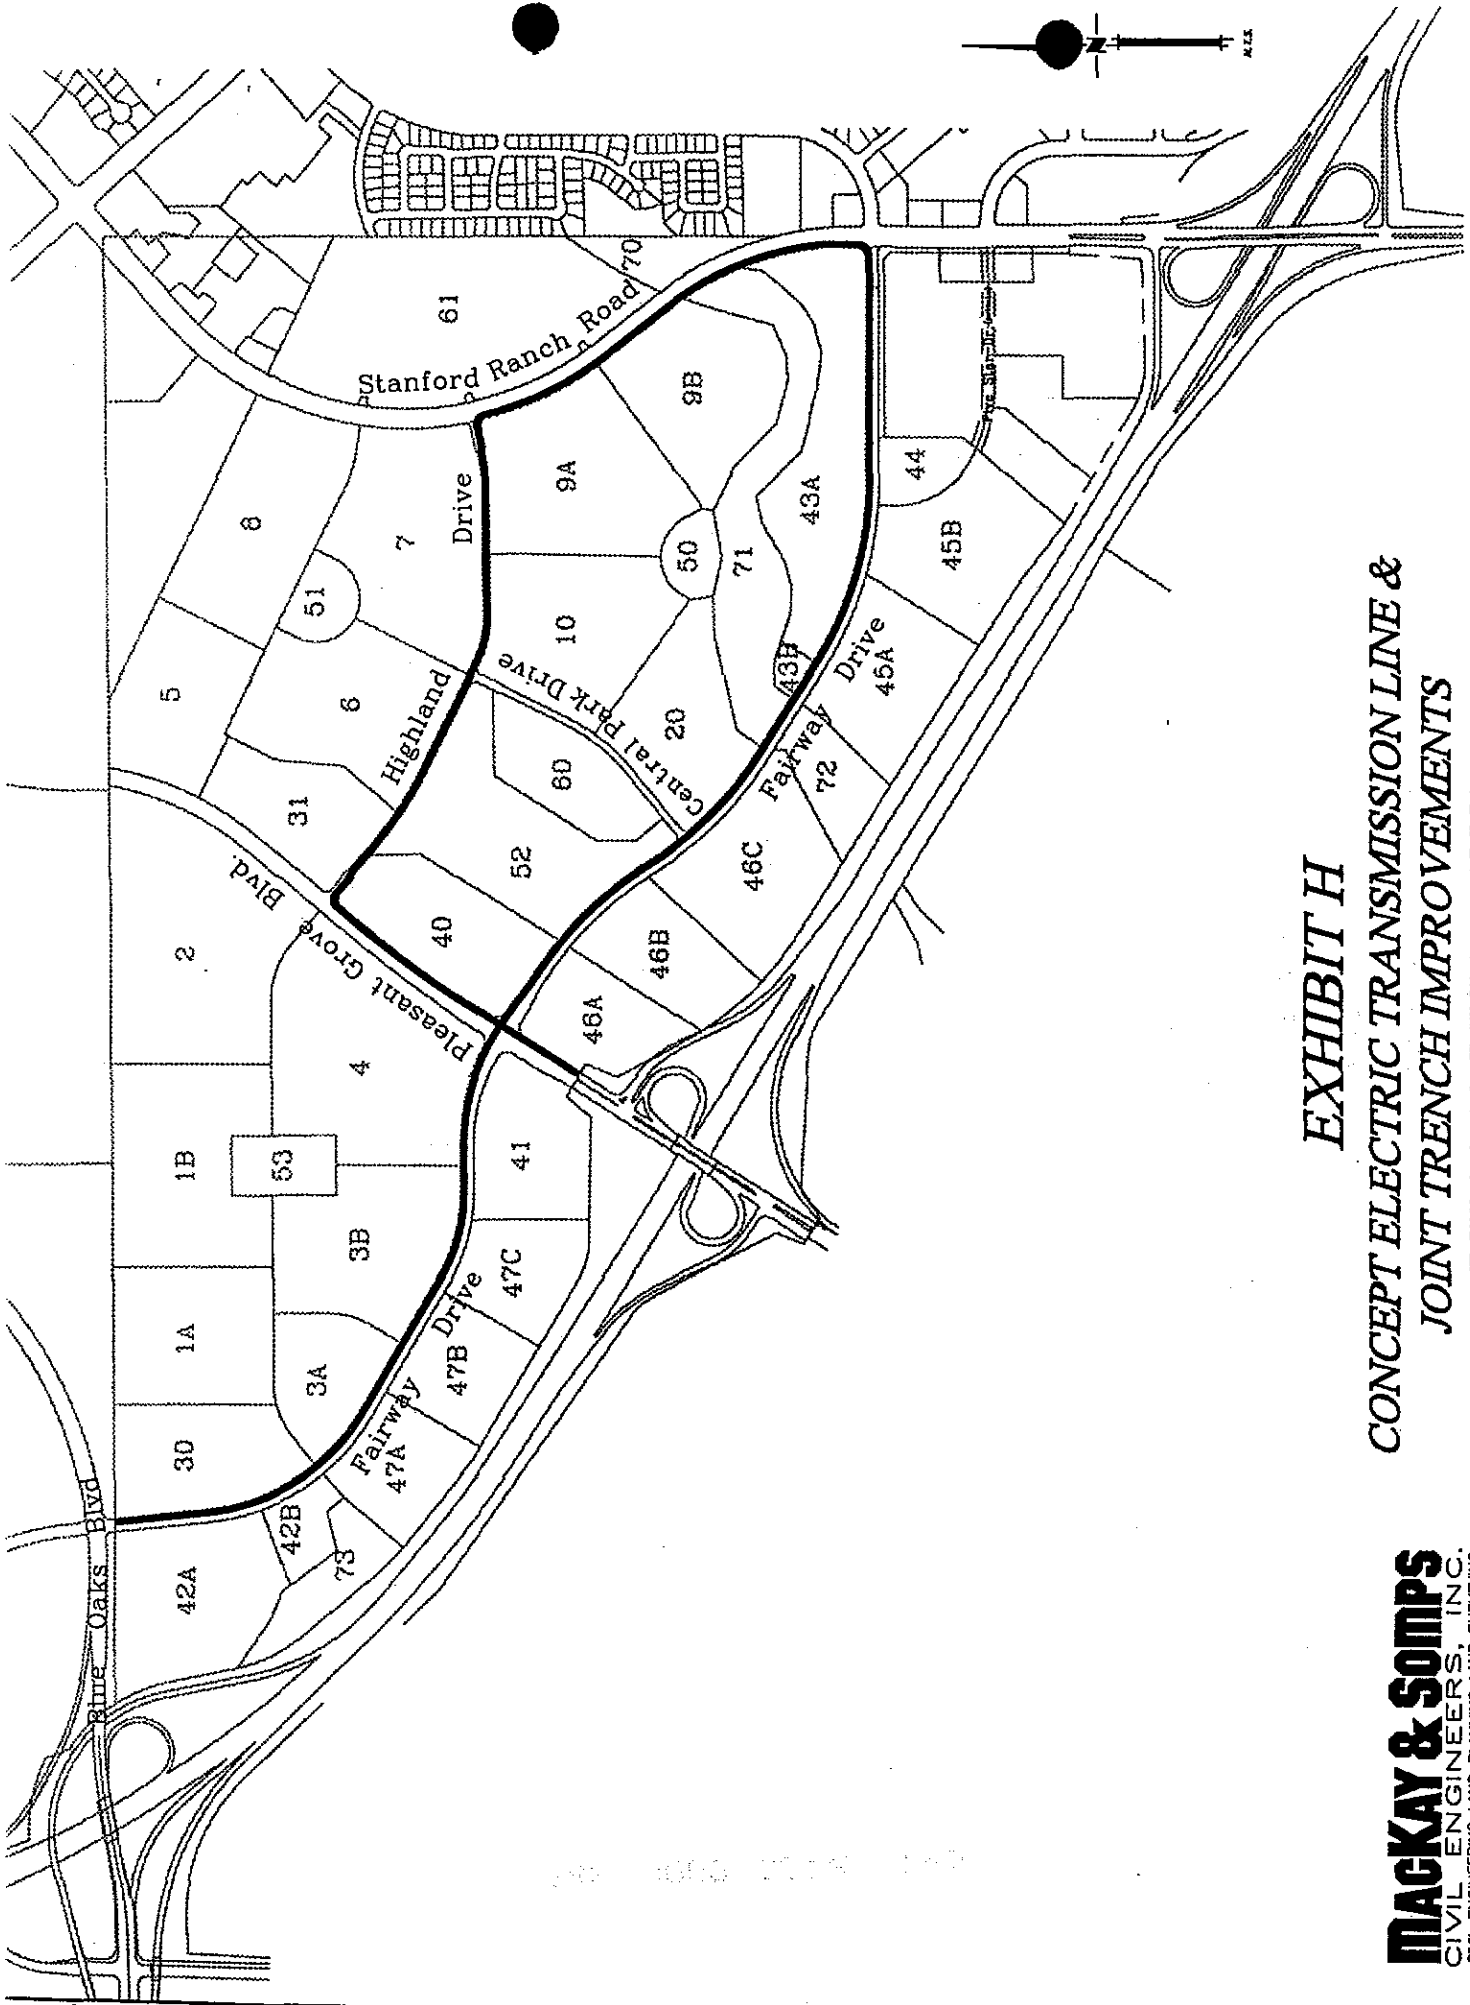 N.T.S.
61
70
Stanford Ranch Road
8
7
51
5
6
31
Drive
Highland
9A
9B
10
50
71
43A
44
45B
43B
Drive
45A
Fairway
72
Central Park Drive
20
60
52
46C
46B
46A
40
Pleasant Grove Blvd.
2
4
1B
53
3B
41
47C
Drive
47B
Fairway
47A
1A
3A
30
42B
73
42A
Blue Oaks Blvd
EXHIBIT H
CONCEPT ELECTRIC TRANSMISSION LINE &
JOINT TRENCH IMPROVEMENTS
MACKAY & SOMPS
CIVIL ENGINEERS, INC.